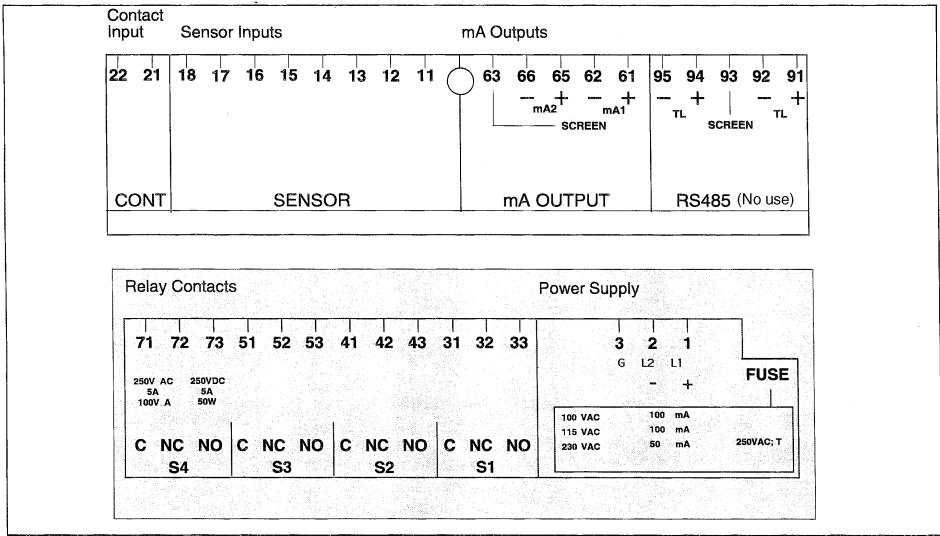 Contact
Input Sensor Inputs mA Outputs
22 21 18 17 16 15 14 13 12 11 63 66 65 62 61 95 94 93 92 91
− + − + − + − +
mA2 mA1 TL TL
SCREEN SCREEN
CONT SENSOR mA OUTPUT RS485 (No use)
Relay Contacts Power Supply
71 72 73 51 52 53 41 42 43 31 32 33 3 2 1
G L2 L1
− +
FUSE
250V AC 250VDC
5A 5A
100V A 50W
100 VAC 100 mA
115 VAC 100 mA
230 VAC 50 mA 250VAC; T
C NC NO C NC NO C NC NO C NC NO
S4 S3 S2 S1